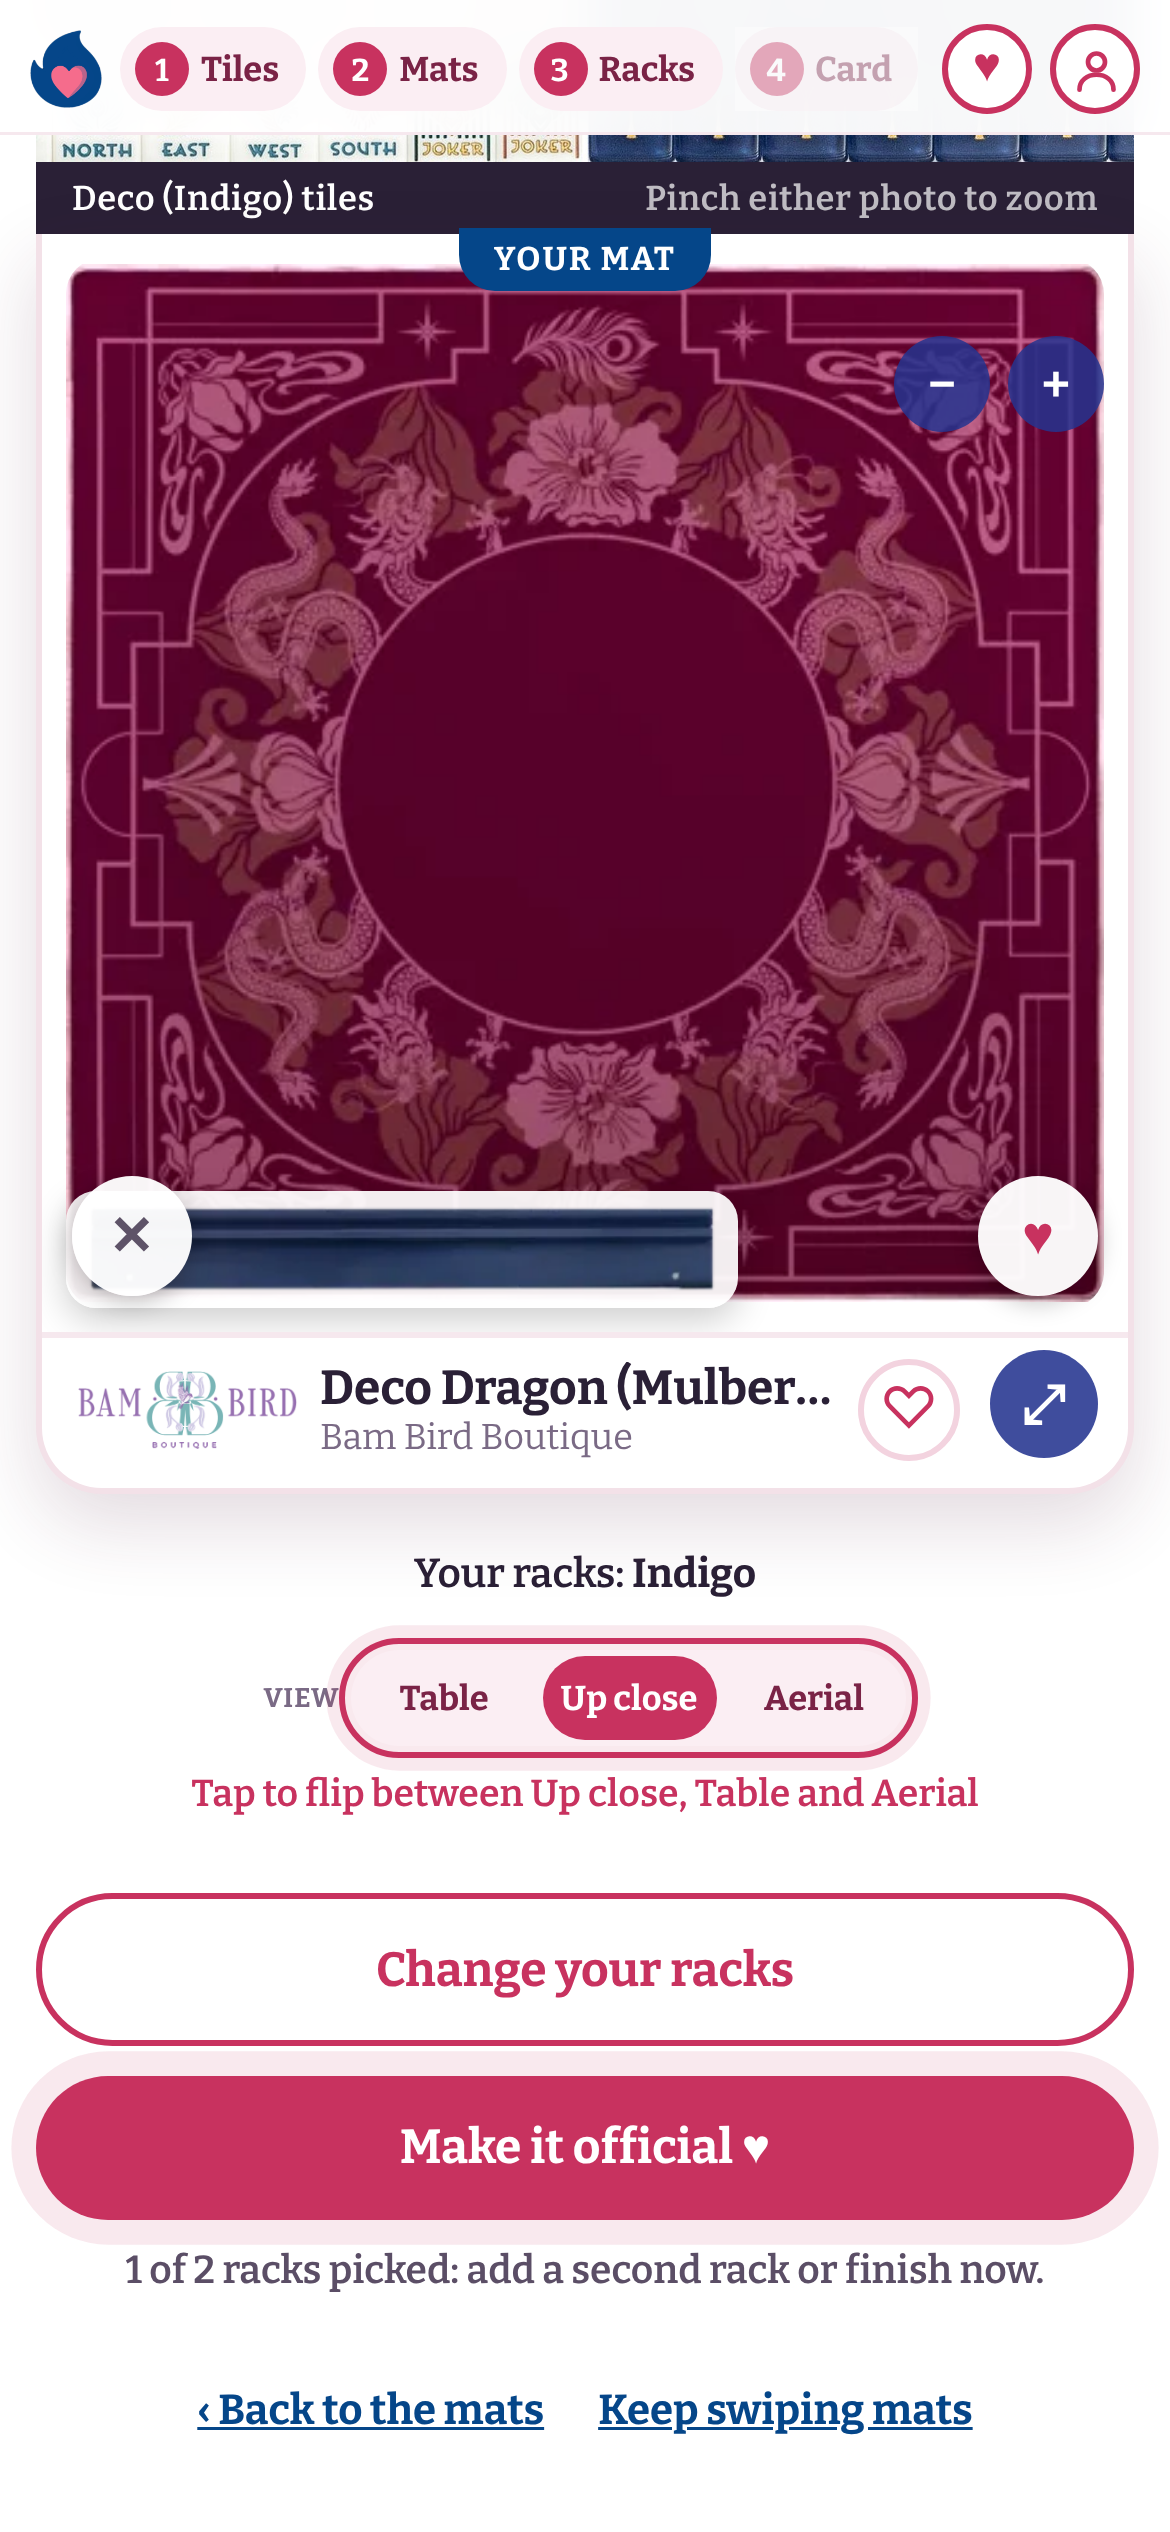 1 Tiles 2 Mats 3 Racks 4 Card ♥
NORTH EAST WEST SOUTH JOKER JOKER
Deco (Indigo) tiles Pinch either photo to zoom
YOUR MAT
− +
✕ ♥
BAM BIRD
BOUTIQUE
Deco Dragon (Mulber...
Bam Bird Boutique
Your racks: Indigo
VIEW Table Up close Aerial
Tap to flip between Up close, Table and Aerial
Change your racks
Make it official ♥
1 of 2 racks picked: add a second rack or finish now.
‹ Back to the mats Keep swiping mats